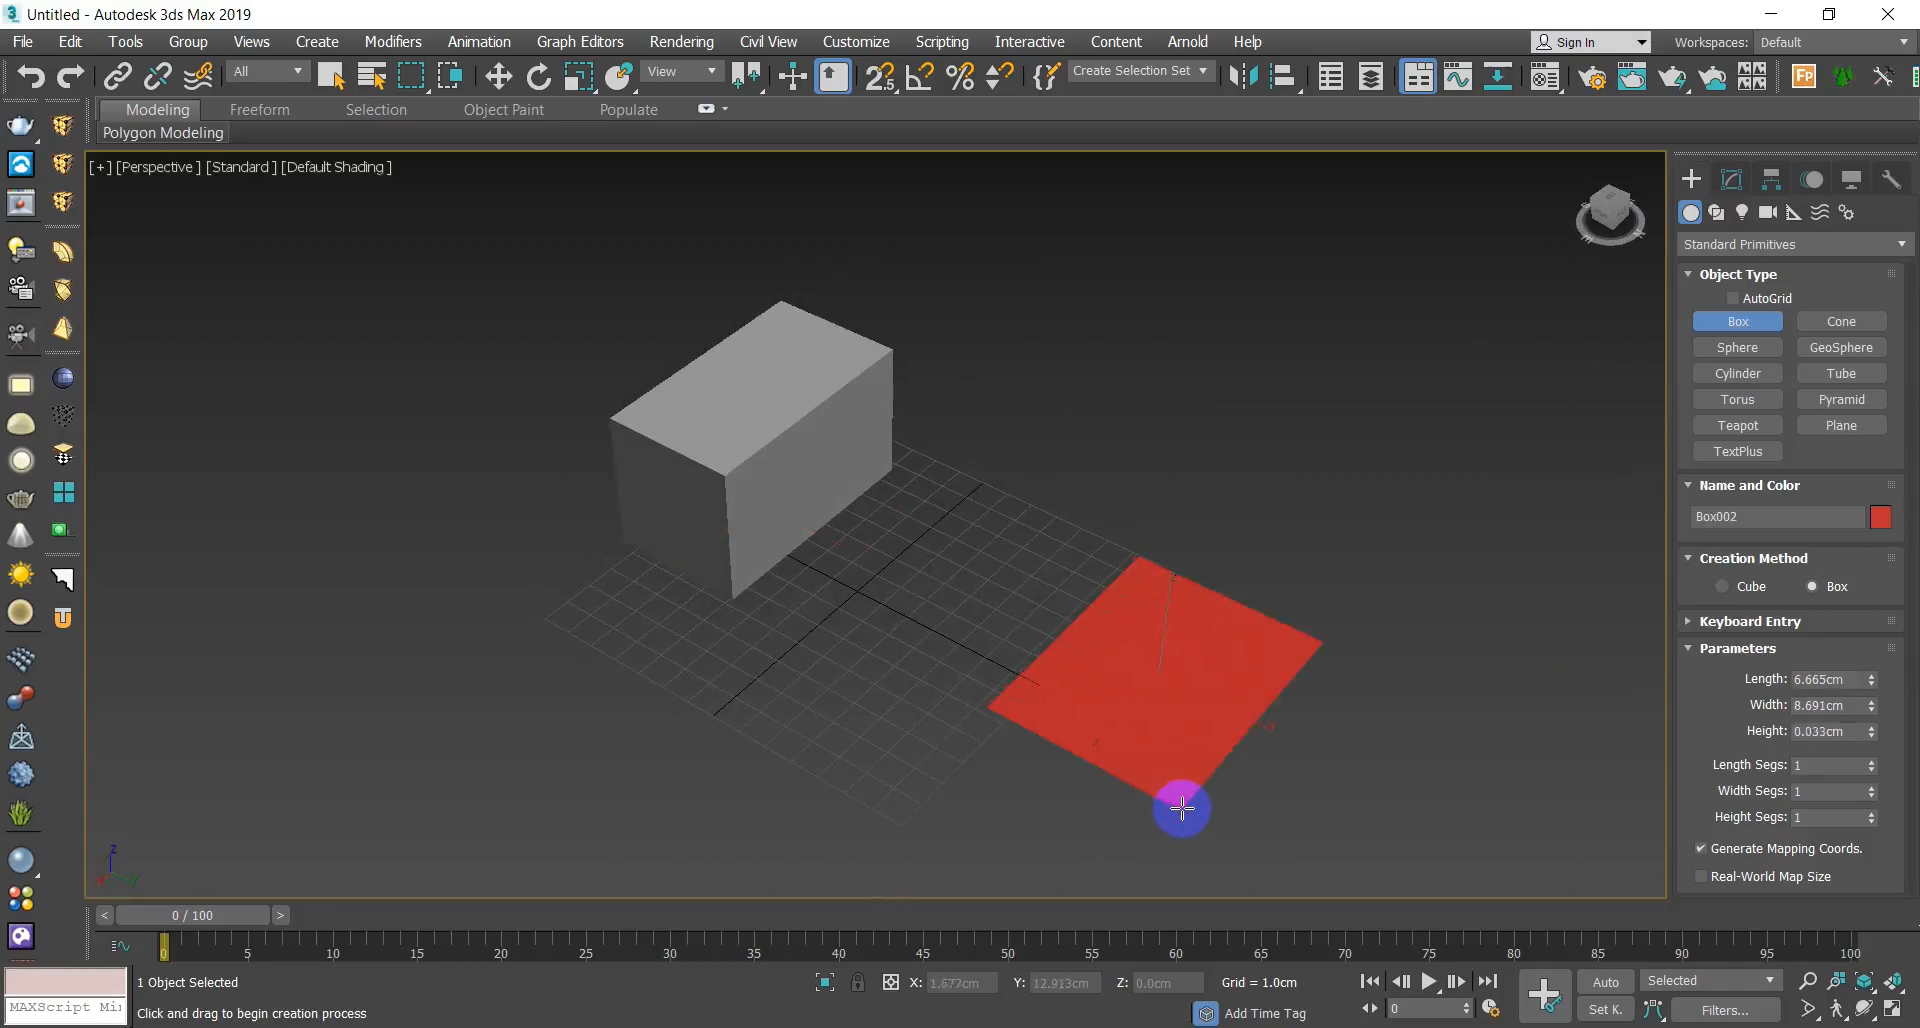 Untitled - Autodesk 3ds Max 2019
File Edit Tools Group Views Create Modifiers Animation Graph Editors Rendering Civil View Customize Scripting Interactive Content Arnold Help Sign In Workspaces: Default
All View 2.5 Create Selection Set Fp
Modeling Freeform Selection Object Paint Populate
Polygon Modeling
[+] [Perspective ] [Standard ] [Default Shading ]
Standard Primitives
Object Type
AutoGrid
Box Cone
Sphere GeoSphere
Cylinder Tube
Torus Pyramid
Teapot Plane
TextPlus
Name and Color
Box002
Creation Method
Cube Box
Keyboard Entry
Parameters
Length: 6.665cm
Width: 8.691cm
Height: 0.033cm
Length Segs: 1
Width Segs: 1
Height Segs: 1
Generate Mapping Coords.
Real-World Map Size
z
< 0 / 100 >
0 5 10 15 20 25 30 35 40 45 50 55 60 65 70 75 80 85 90 95 100
1 Object Selected X: 1.677cm Y: 12.913cm Z: 0.0cm Grid = 1.0cm Auto Selected
MAXScript Mi Click and drag to begin creation process Add Time Tag 0 Set K. Filters...